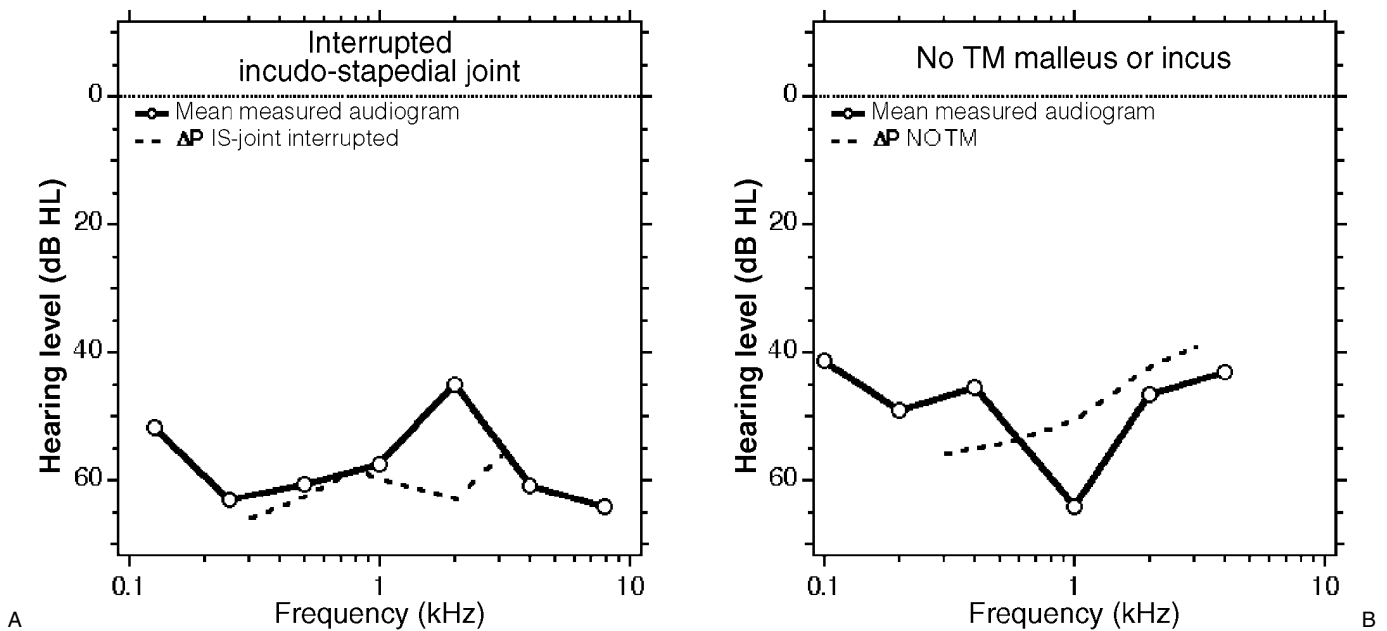 Interrupted
incudo-stapedial joint
0
Mean measured audiogram
ΔP IS-joint interrupted
20
40
60
Hearing level (dB HL)
0.1
1
10
Frequency (kHz)
A
No TM malleus or incus
0
Mean measured audiogram
ΔP NO TM
20
40
60
Hearing level (dB HL)
0.1
1
10
Frequency (kHz)
B